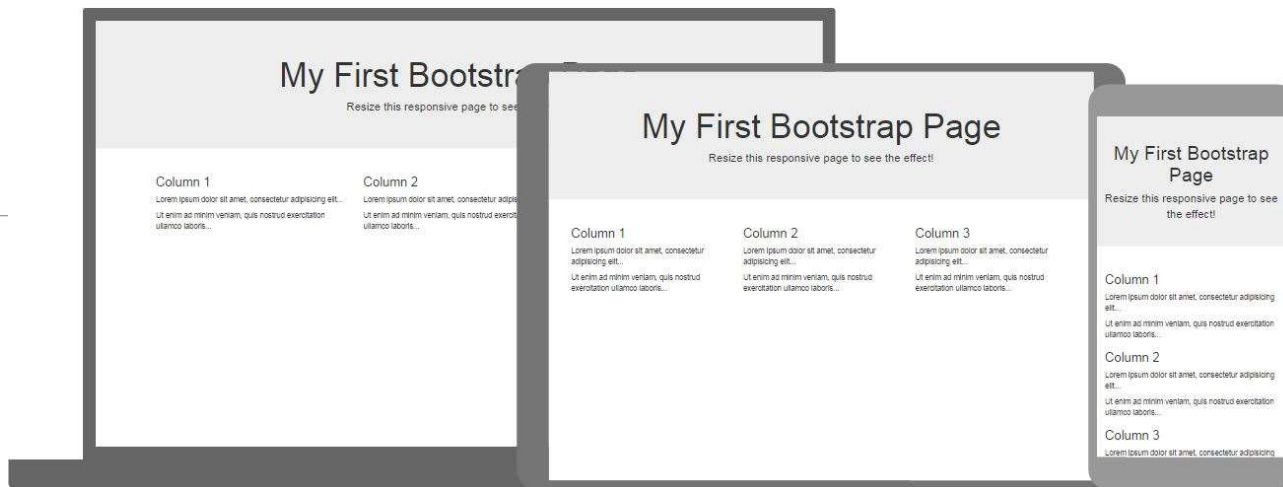 My First Bootstra
Resize this responsive page to see
Column 1
Lorem ipsum dolor sit amet, consectetur adipisicing elit...
Ut enim ad minim veniam, quis nostrud exercitation
ullamco laboris...
Column 2
Lorem ipsum dolor sit amet, consectetur adipis
Ut enim ad minim veniam, quis nostrud exercit
ullamco laboris...
My First Bootstrap Page
Resize this responsive page to see the effect!
Column 1
Lorem ipsum dolor sit amet, consectetur
adipisicing elit...
Ut enim ad minim veniam, quis nostrud
exercitation ullamco laboris...
Column 2
Lorem ipsum dolor sit amet, consectetur
adipisicing elit...
Ut enim ad minim veniam, quis nostrud
exercitation ullamco laboris...
Column 3
Lorem ipsum dolor sit amet, consectetur
adipisicing elit...
Ut enim ad minim veniam, quis nostrud
exercitation ullamco laboris...
My First Bootstrap
Page
Resize this responsive page to see
the effect!
Column 1
Lorem ipsum dolor sit amet, consectetur adipisicing
elit...
Ut enim ad minim veniam, quis nostrud exercitation
ullamco laboris...
Column 2
Lorem ipsum dolor sit amet, consectetur adipisicing
elit...
Ut enim ad minim veniam, quis nostrud exercitation
ullamco laboris...
Column 3
Lorem ipsum dolor sit amet, consectetur adipisicing